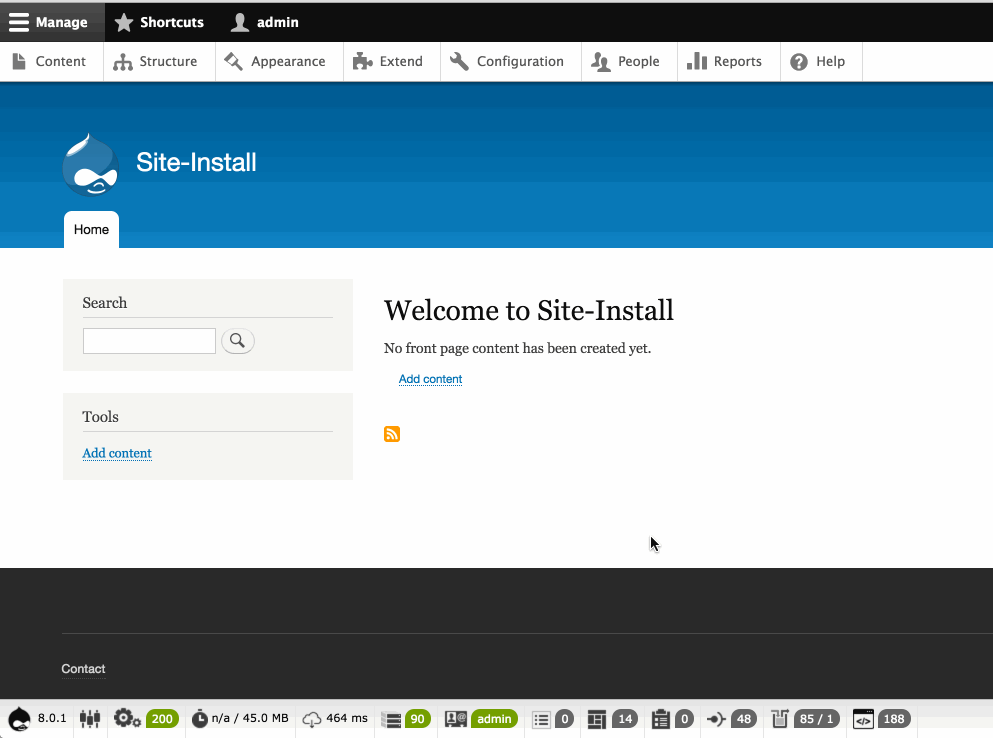 Manage Shortcuts admin
Content Structure Appearance Extend Configuration People Reports Help
Site-Install
Home
Search
Welcome to Site-Install
No front page content has been created yet.
Add content
Tools
Add content
Contact
8.0.1 200 n/a / 45.0 MB 464 ms 90 admin 0 14 0 48 85 / 1 188